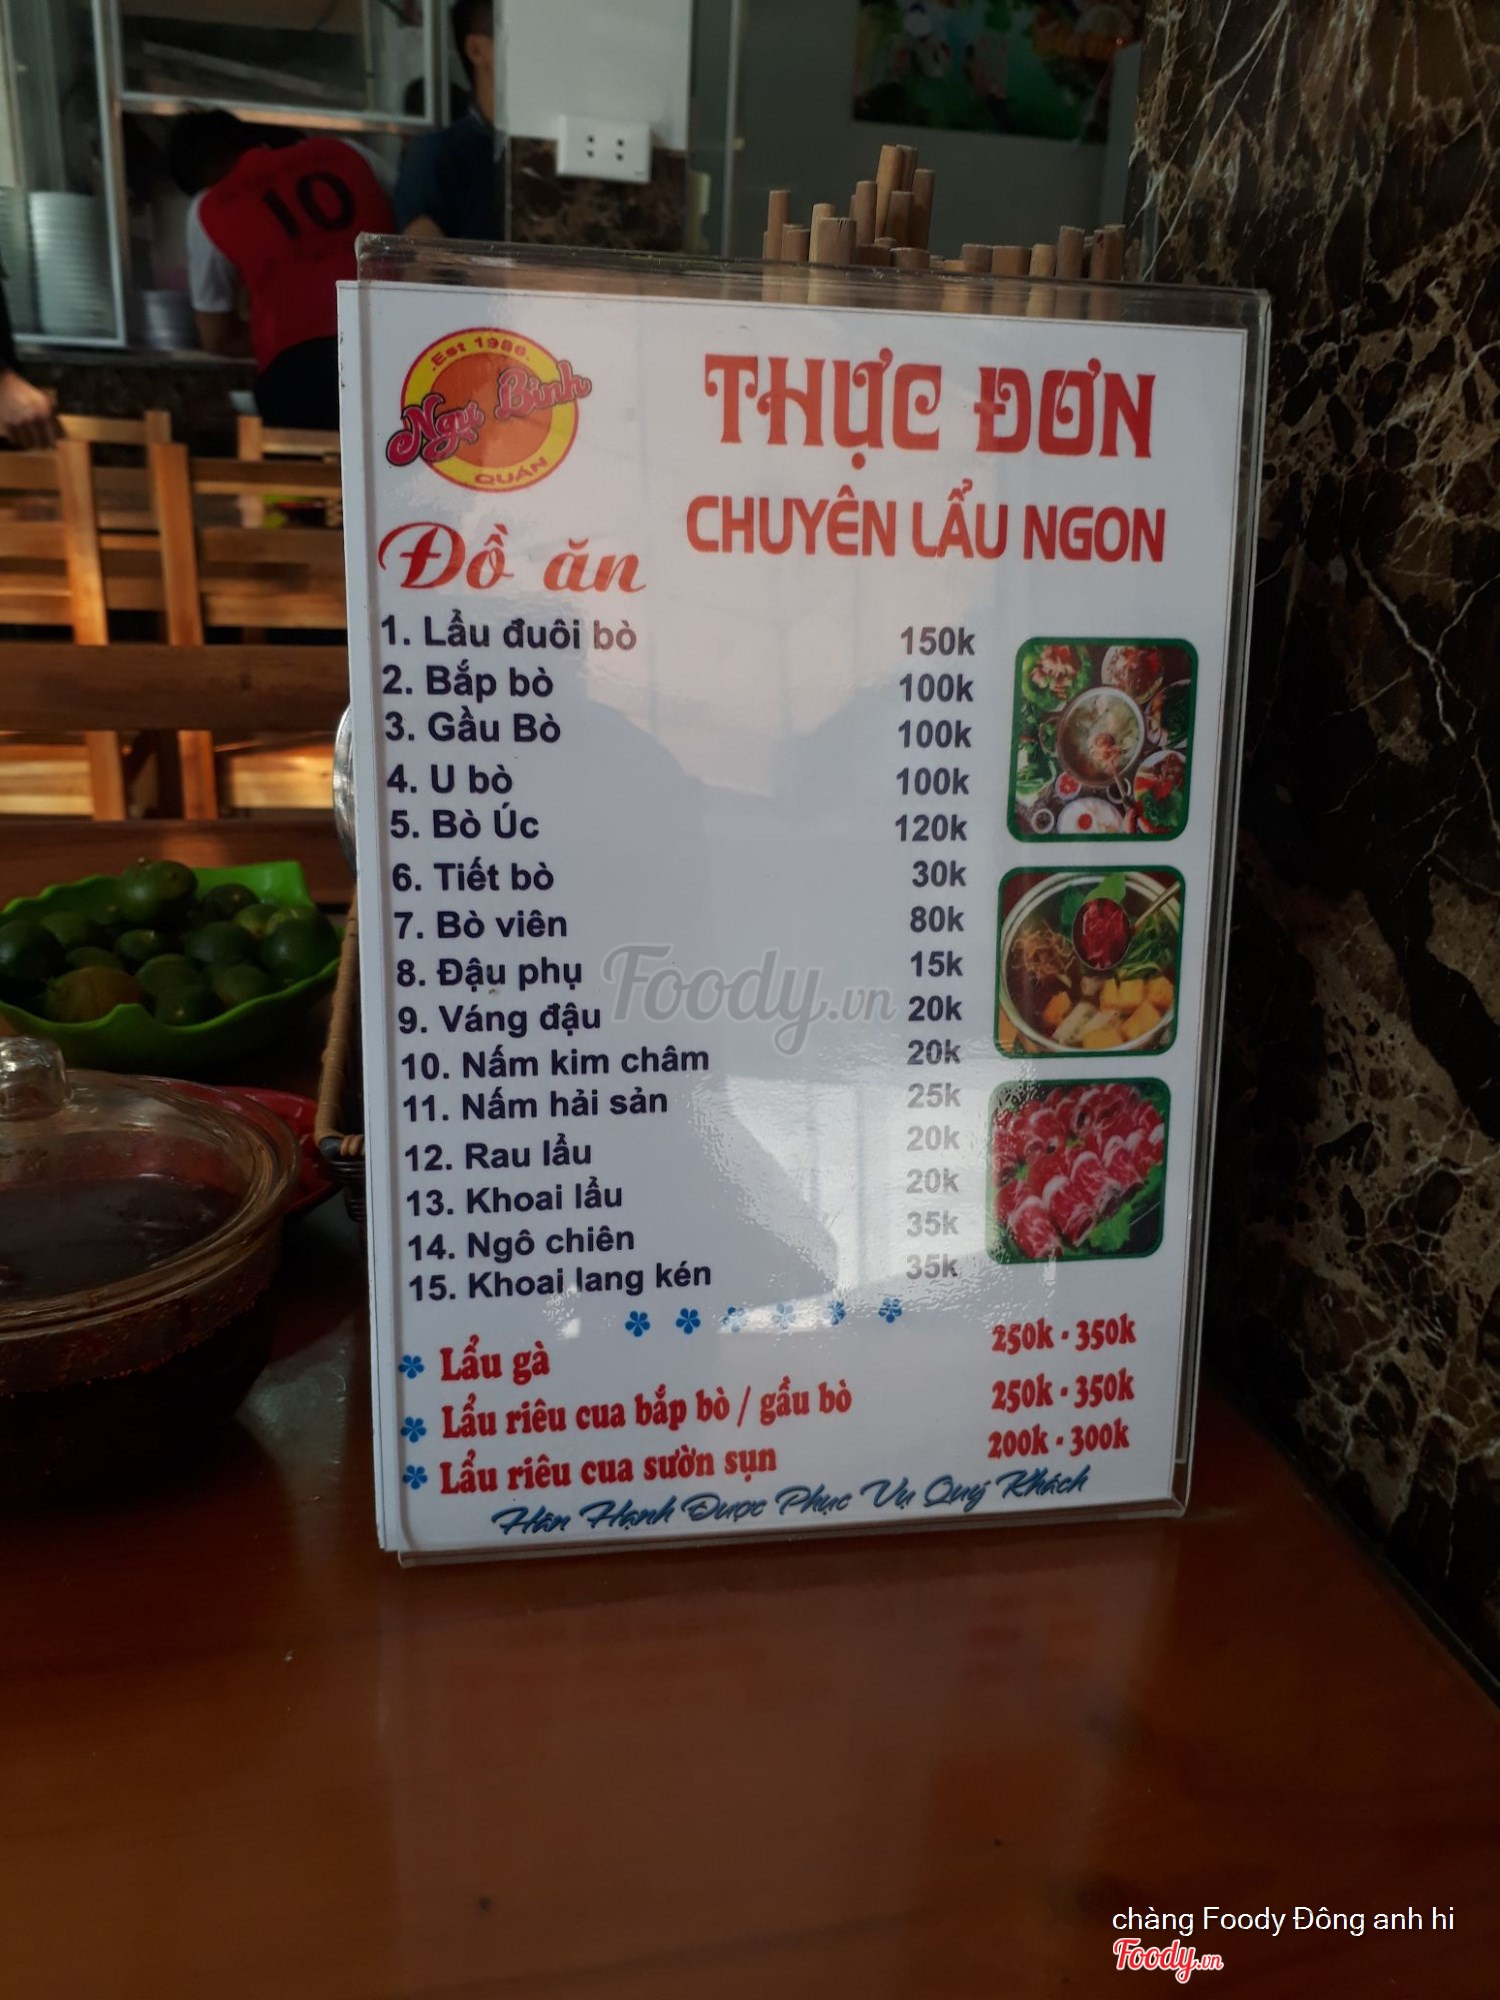 10
Est 1986.
Ngư Bình
QUÁN
THỰC ĐƠN
CHUYÊN LẨU NGON
Đồ ăn
1. Lẩu đuôi bò 150k
2. Bắp bò 100k
3. Gầu Bò 100k
4. U bò 100k
5. Bò Úc 120k
6. Tiết bò 30k
7. Bò viên 80k
8. Đậu phụ 15k
9. Váng đậu 20k
10. Nấm kim châm 20k
11. Nấm hải sản 25k
12. Rau lẩu 20k
13. Khoai lẩu 20k
14. Ngô chiên 35k
15. Khoai lang kén 35k
Lẩu gà 250k - 350k
Lẩu riêu cua bắp bò / gầu bò 250k - 350k
Lẩu riêu cua sườn sụn 200k - 300k
Hân Hạnh Được Phục Vụ Quý Khách
Foody.vn
chàng Foody Đông anh hi
Foody.vn